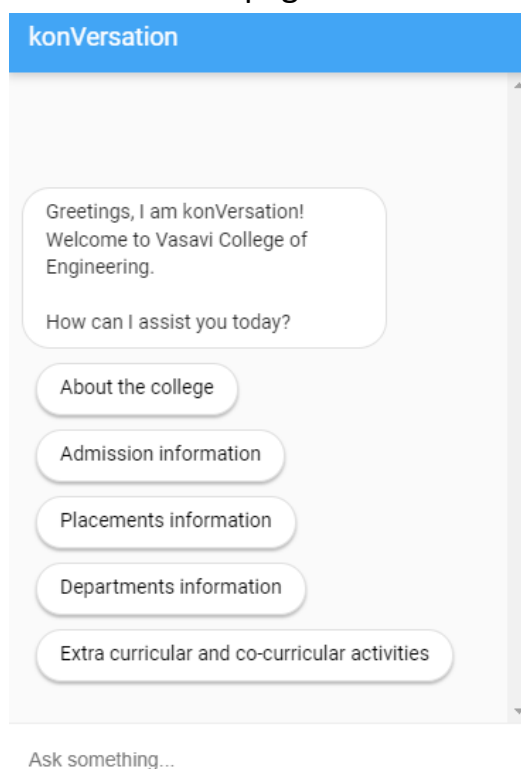 konVersation
Greetings, I am konVersation!
Welcome to Vasavi College of
Engineering.
How can I assist you today?
About the college
Admission information
Placements information
Departments information
Extra curricular and co-curricular activities
Ask something...